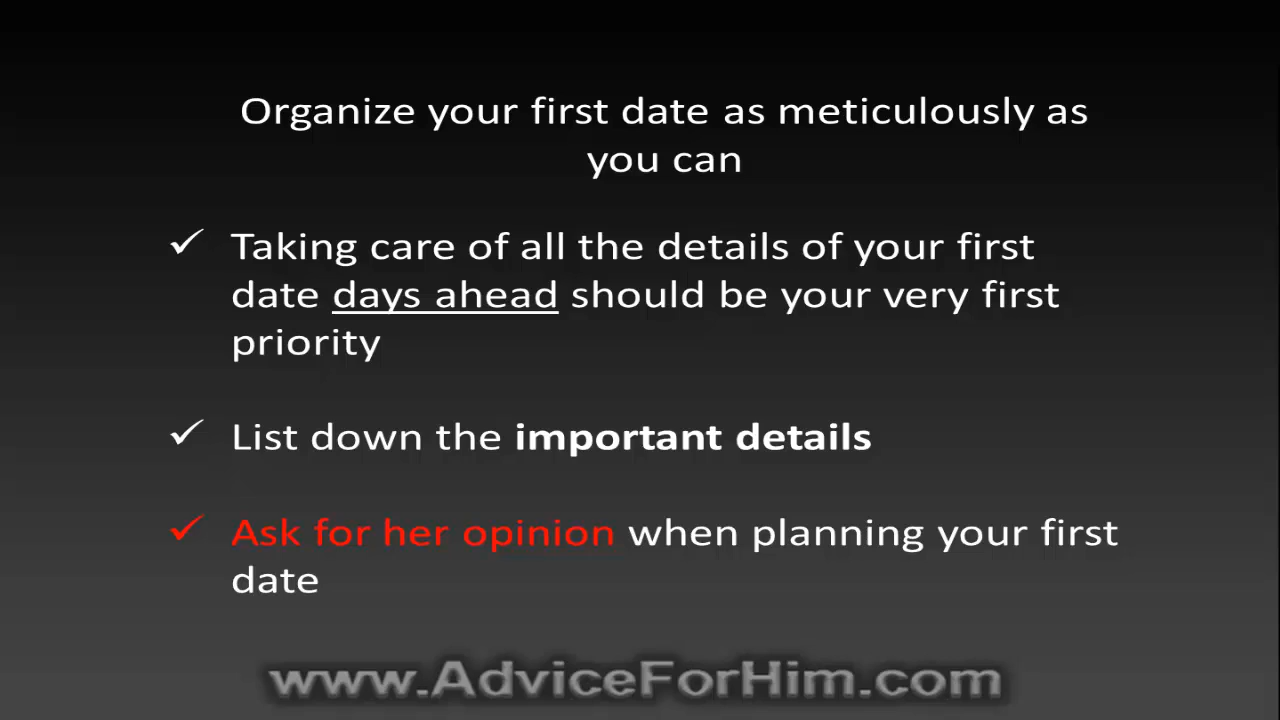 Organize your first date as meticulously as
you can
✓ Taking care of all the details of your first
date days ahead should be your very first
priority
✓ List down the important details
✓ Ask for her opinion when planning your first
date
www.AdviceForHim.com